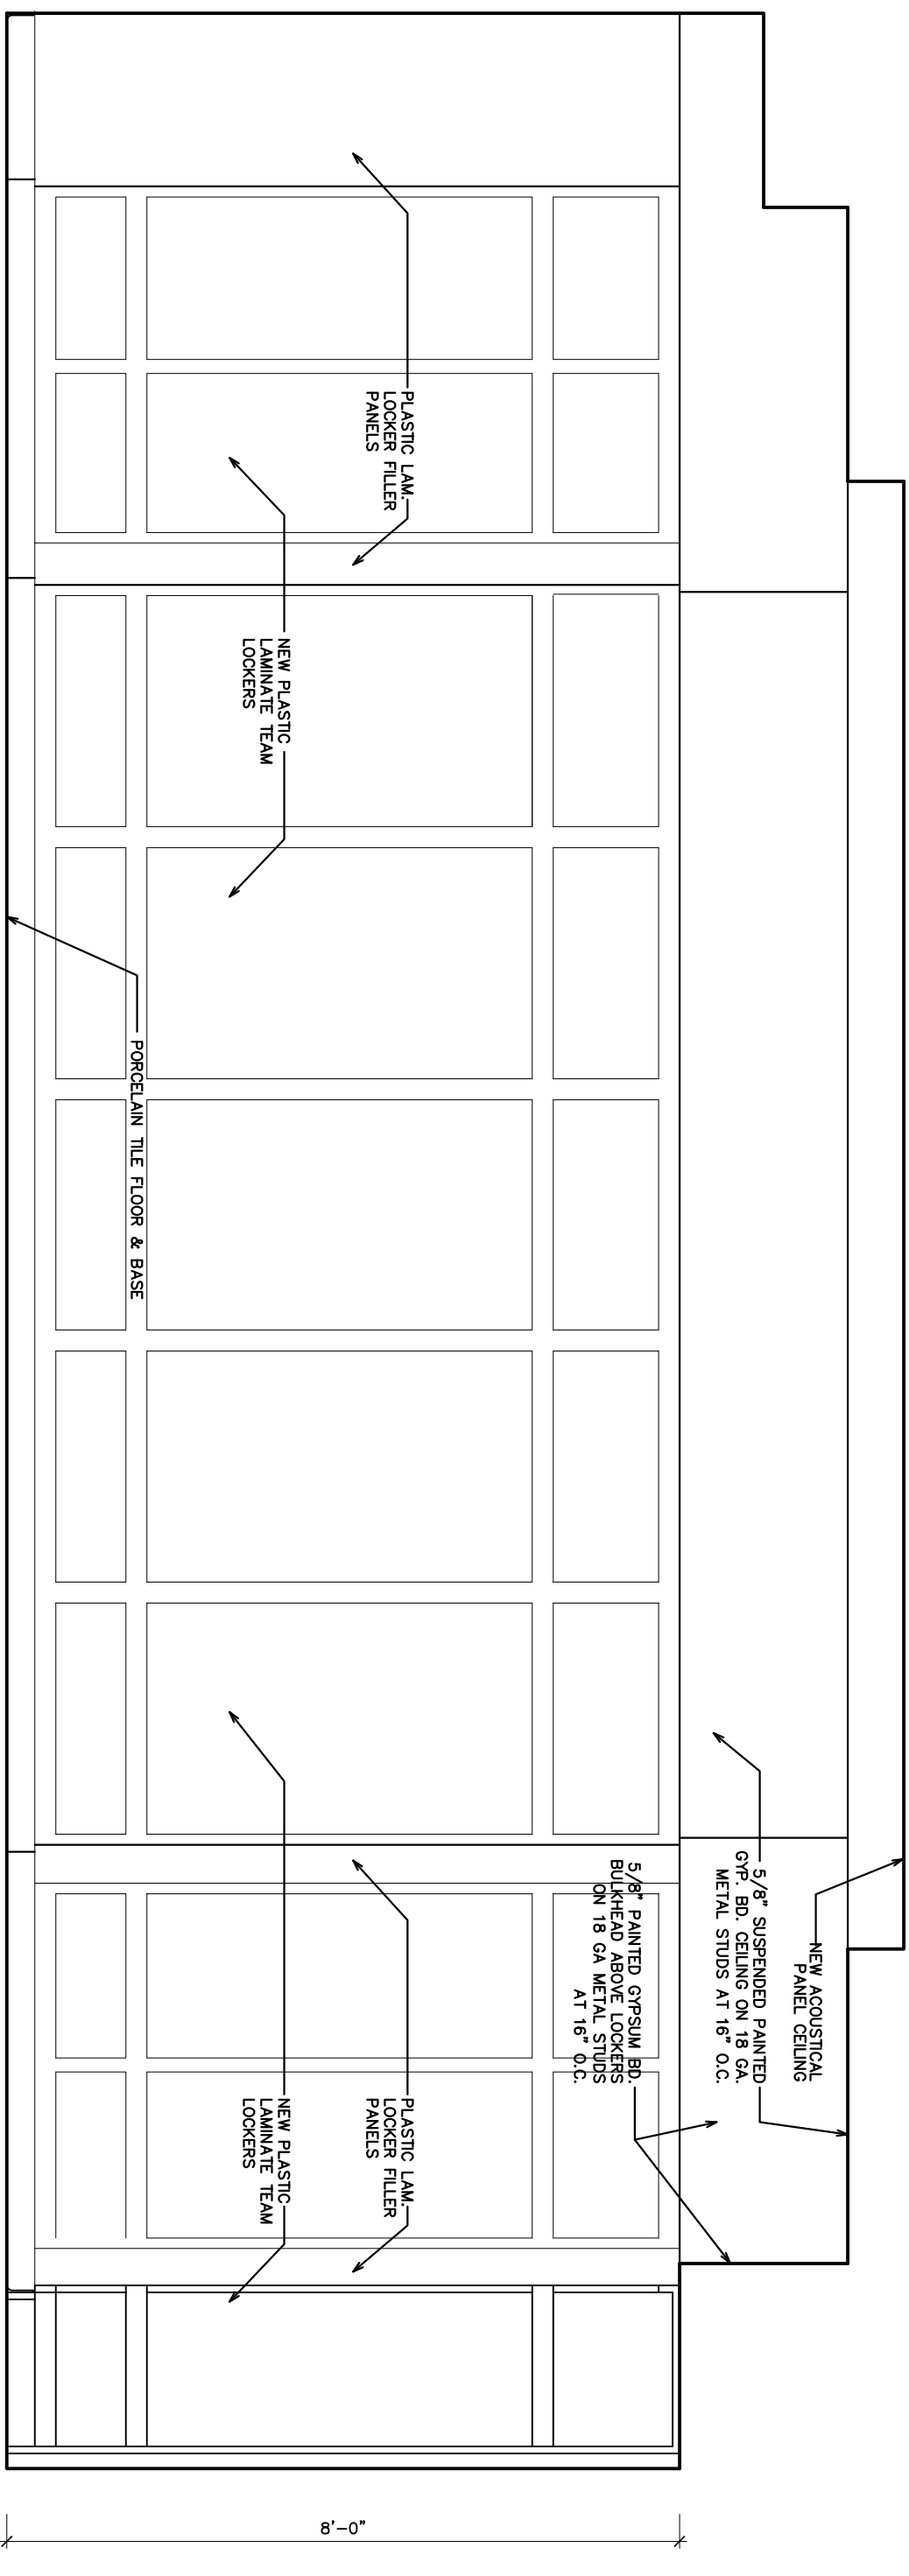 PLASTIC LAM.
LOCKER FILLER
PANELS
NEW PLASTIC
LAMINATE TEAM
LOCKERS
PORCELAIN TILE FLOOR & BASE
NEW ACOUSTICAL
PANEL CEILING
5/8" SUSPENDED PAINTED
GYP. BD. CEILING ON 18 GA.
METAL STUDS AT 16" O.C.
5/8" PAINTED GYPSUM BD.
BULKHEAD ABOVE LOCKERS
ON 18 GA METAL STUDS
AT 16" O.C.
PLASTIC LAM.
LOCKER FILLER
PANELS
NEW PLASTIC
LAMINATE TEAM
LOCKERS
8'-0"